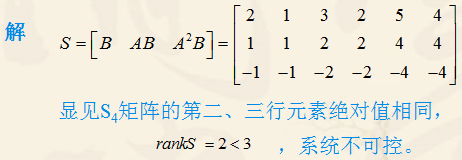 解
S = [B AB A²B] = [2 1 3 2 5 4
1 1 2 2 4 4
−1 −1 −2 −2 −4 −4]
显见S₄矩阵的第二、三行元素绝对值相同，
rankS = 2 < 3 ，系统不可控。